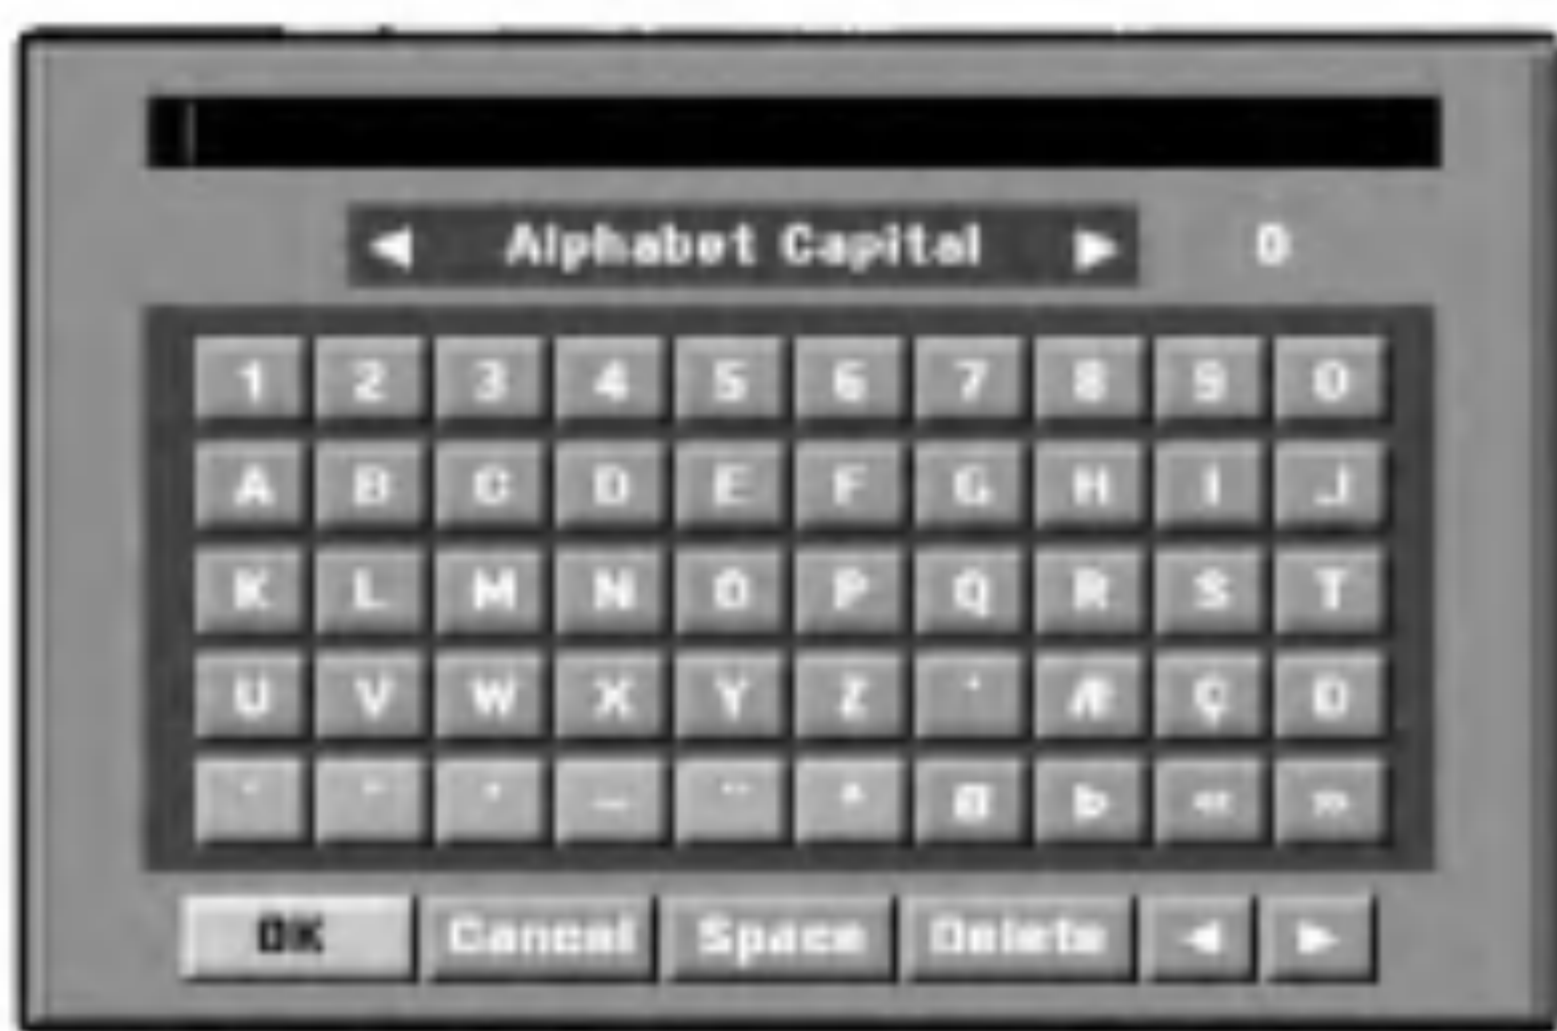 ◀ Alphabet Capital ▶ 0
1 2 3 4 5 6 7 8 9 0
A B C D E F G H I J
K L M N O P Q R S T
U V W X Y Z Æ Ç
« »
OK Cancel Space Delete ◀ ▶